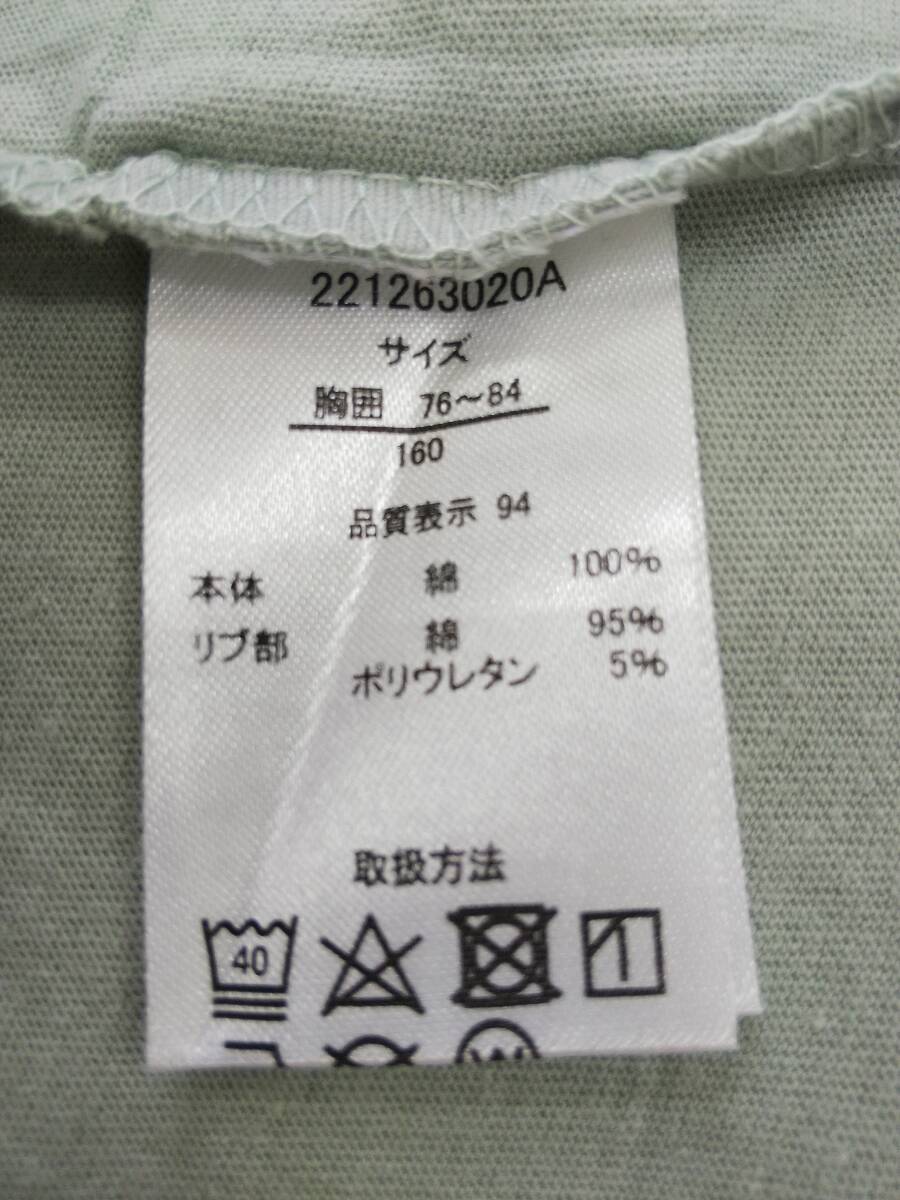 221263020A
サイズ
胸囲 76～84
160
品質表示 94
本体 綿 100%
リブ部 綿 95%
ポリウレタン 5%
取扱方法
40
W